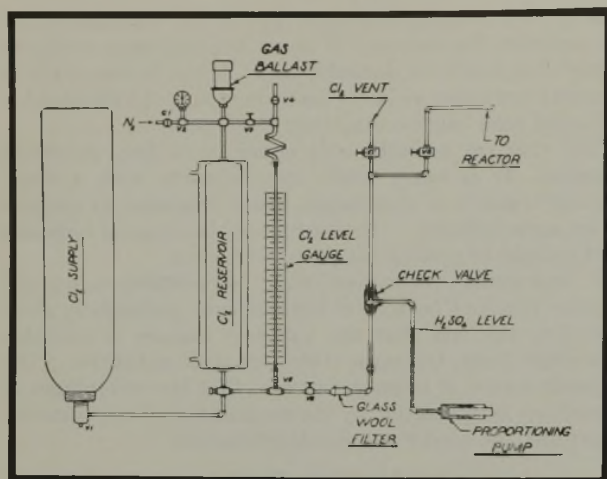 GAS
BALLAST
Cl₂ VENT
N₂
TO
REACTOR
Cl₂ LEVEL
GAUGE
Cl₂ SUPPLY
Cl₂ RESERVOIR
CHECK VALVE
H₂SO₄ LEVEL
V1
GLASS
WOOL
FILTER
PROPORTIONING
PUMP